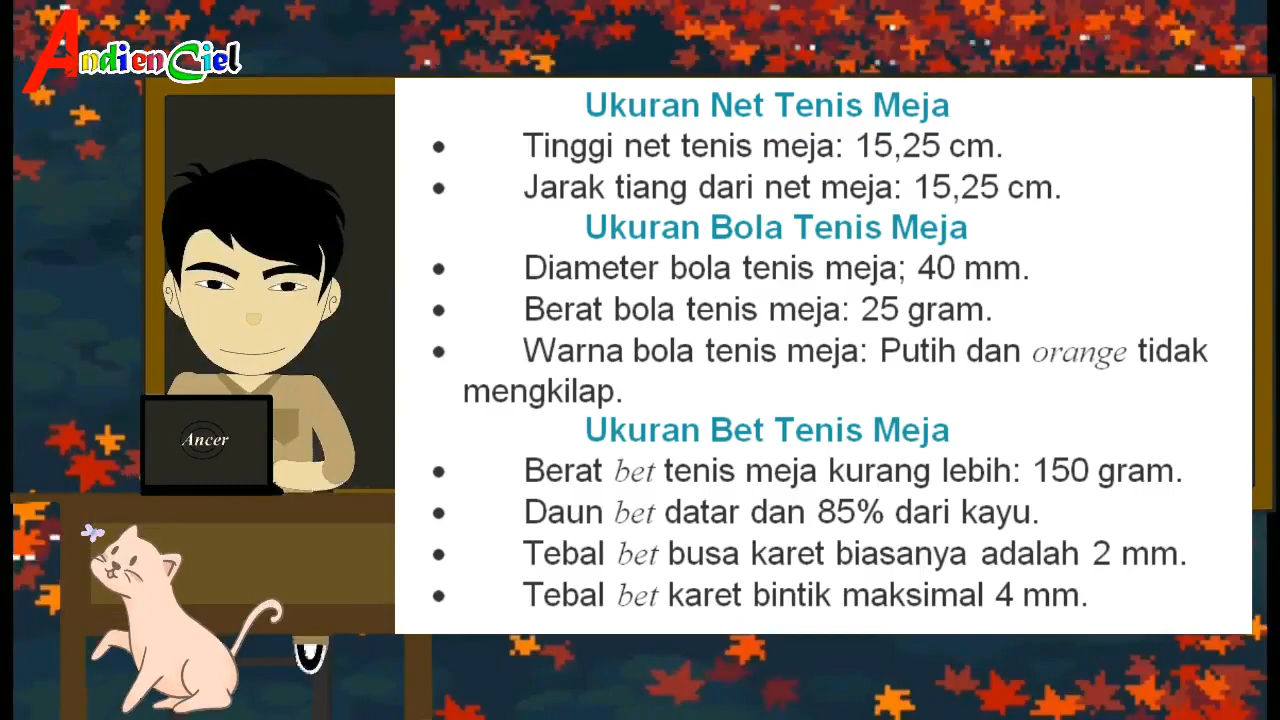 Andien Ciel
Ukuran Net Tenis Meja
• Tinggi net tenis meja: 15,25 cm.
• Jarak tiang dari net meja: 15,25 cm.
Ukuran Bola Tenis Meja
• Diameter bola tenis meja; 40 mm.
• Berat bola tenis meja: 25 gram.
• Warna bola tenis meja: Putih dan orange tidak
mengkilap.
Ukuran Bet Tenis Meja
• Berat bet tenis meja kurang lebih: 150 gram.
• Daun bet datar dan 85% dari kayu.
• Tebal bet busa karet biasanya adalah 2 mm.
• Tebal bet karet bintik maksimal 4 mm.
Ancer